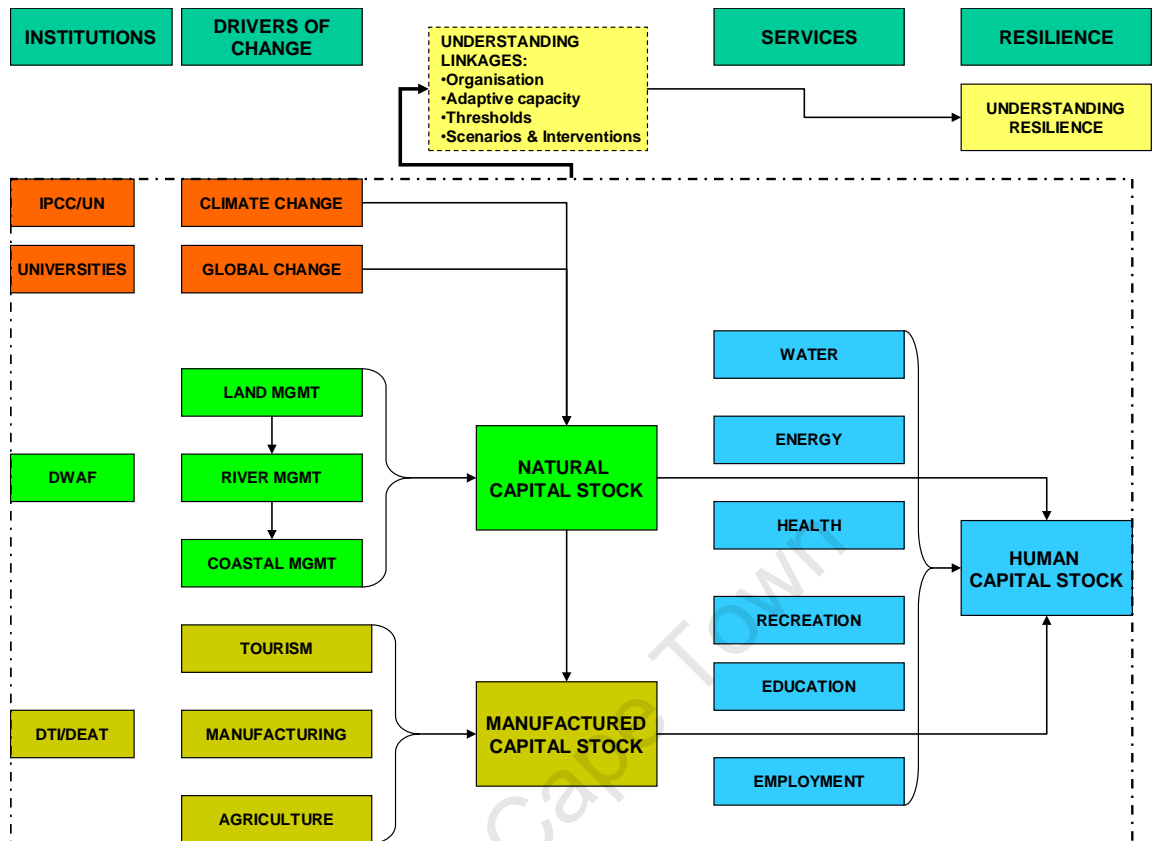 INSTITUTIONS
DRIVERS OF
CHANGE
UNDERSTANDING
LINKAGES:
•Organisation
•Adaptive capacity
•Thresholds
•Scenarios & Interventions
SERVICES
RESILIENCE
UNDERSTANDING
RESILIENCE
IPCC/UN
CLIMATE CHANGE
UNIVERSITIES
GLOBAL CHANGE
WATER
LAND MGMT
ENERGY
DWAF
RIVER MGMT
NATURAL
CAPITAL STOCK
HEALTH
COASTAL MGMT
HUMAN
CAPITAL STOCK
RECREATION
TOURISM
EDUCATION
DTI/DEAT
MANUFACTURING
MANUFACTURED
CAPITAL STOCK
EMPLOYMENT
AGRICULTURE
Cape Town